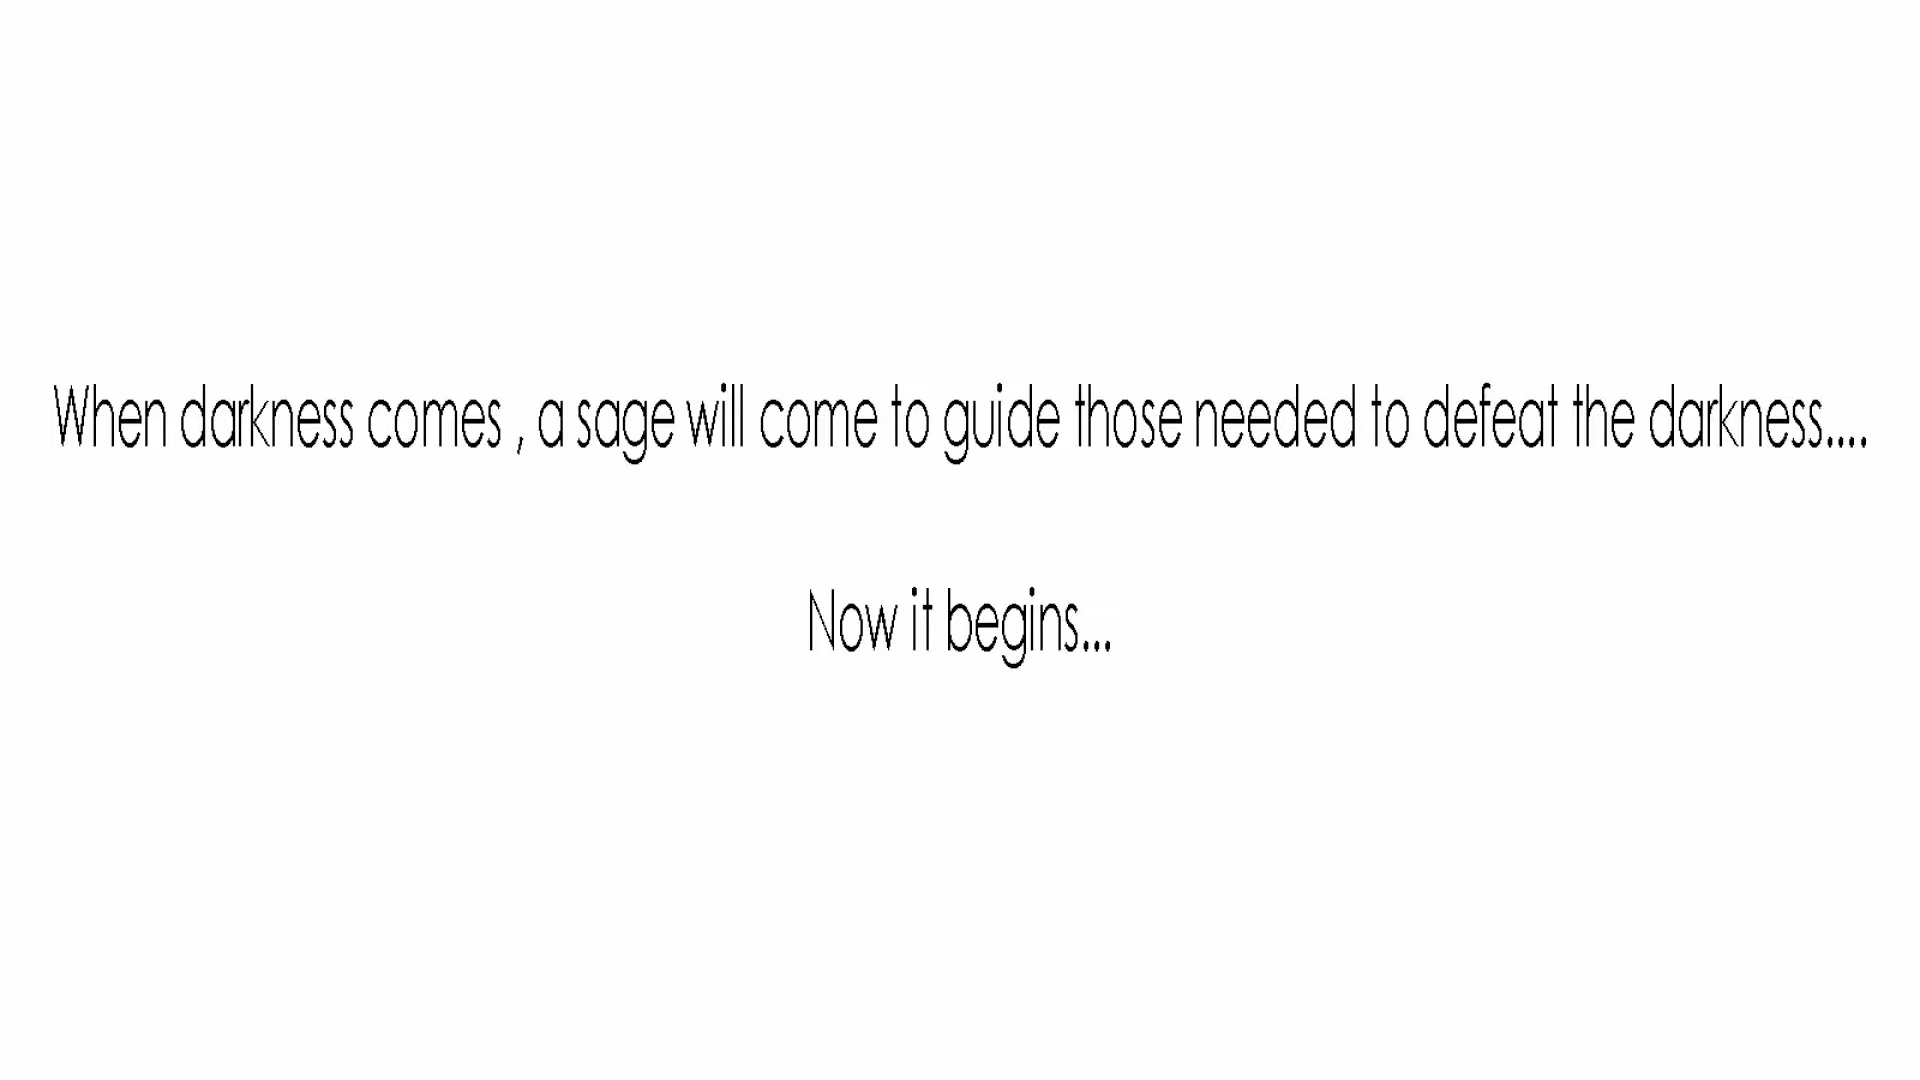 When darkness comes , a sage will come to guide those needed to defeat the darkness....
Now it begins...